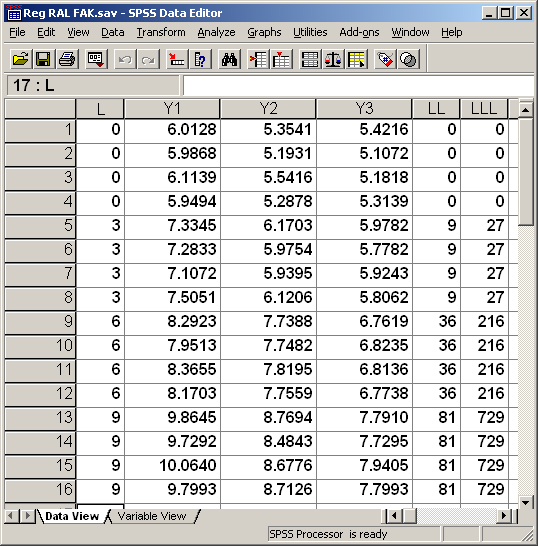 Reg RAL FAK.sav - SPSS Data Editor
File Edit View Data Transform Analyze Graphs Utilities Add-ons Window Help
17 : L
L Y1 Y2 Y3 LL LLL
1 0 6.0128 5.3541 5.4216 0 0
2 0 5.9868 5.1931 5.1072 0 0
3 0 6.1139 5.5416 5.1818 0 0
4 0 5.9494 5.2878 5.3139 0 0
5 3 7.3345 6.1703 5.9782 9 27
6 3 7.2833 5.9754 5.7782 9 27
7 3 7.1072 5.9395 5.9243 9 27
8 3 7.5051 6.1206 5.8062 9 27
9 6 8.2923 7.7388 6.7619 36 216
10 6 7.9513 7.7482 6.8235 36 216
11 6 8.3655 7.8195 6.8136 36 216
12 6 8.1703 7.7559 6.7738 36 216
13 9 9.8645 8.7694 7.7910 81 729
14 9 9.7292 8.4843 7.7295 81 729
15 9 10.0640 8.6776 7.9405 81 729
16 9 9.7993 8.7126 7.7993 81 729
Data View Variable View
SPSS Processor is ready